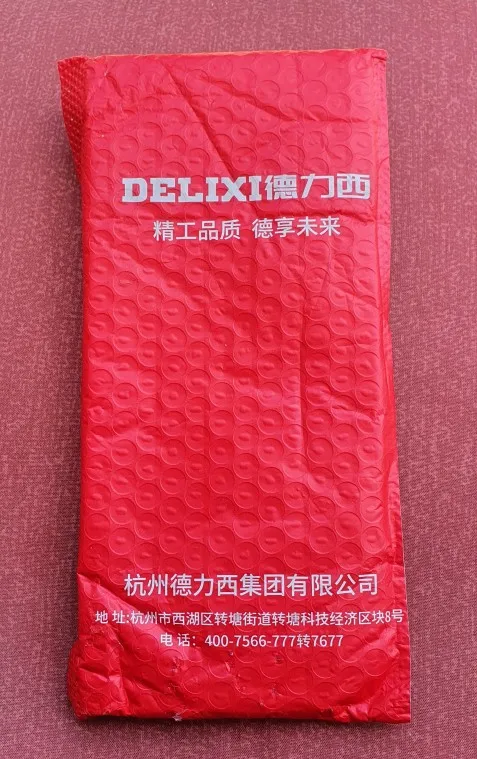 DELIXI德力西
精工品质 德享未来
杭州德力西集团有限公司
地 址:杭州市西湖区转塘街道转塘科技经济区块8号
电 话：400-7566-777转7677